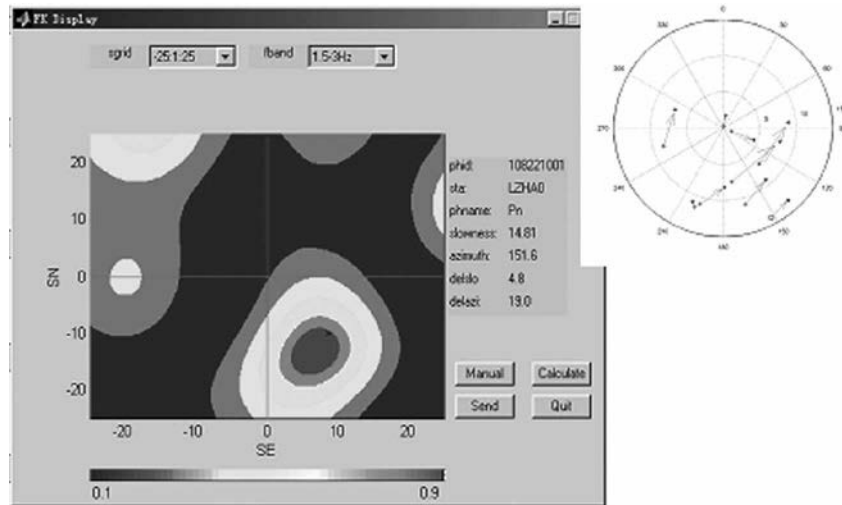 FK Display
sgrid -25:1:25 fband 1.5-3Hz
20
10
0
-10
-20
SN
-20 -10 0 10 20
SE
0.1 0.9
phid: 108221001
sta: LZHA0
phname: Pn
slowness: 14.81
azimuth: 151.6
delslo 4.8
delazi: 19.0
Manual Calculate
Send Quit
0
330 30
300 60
270
5 10
240 120
210 150
180